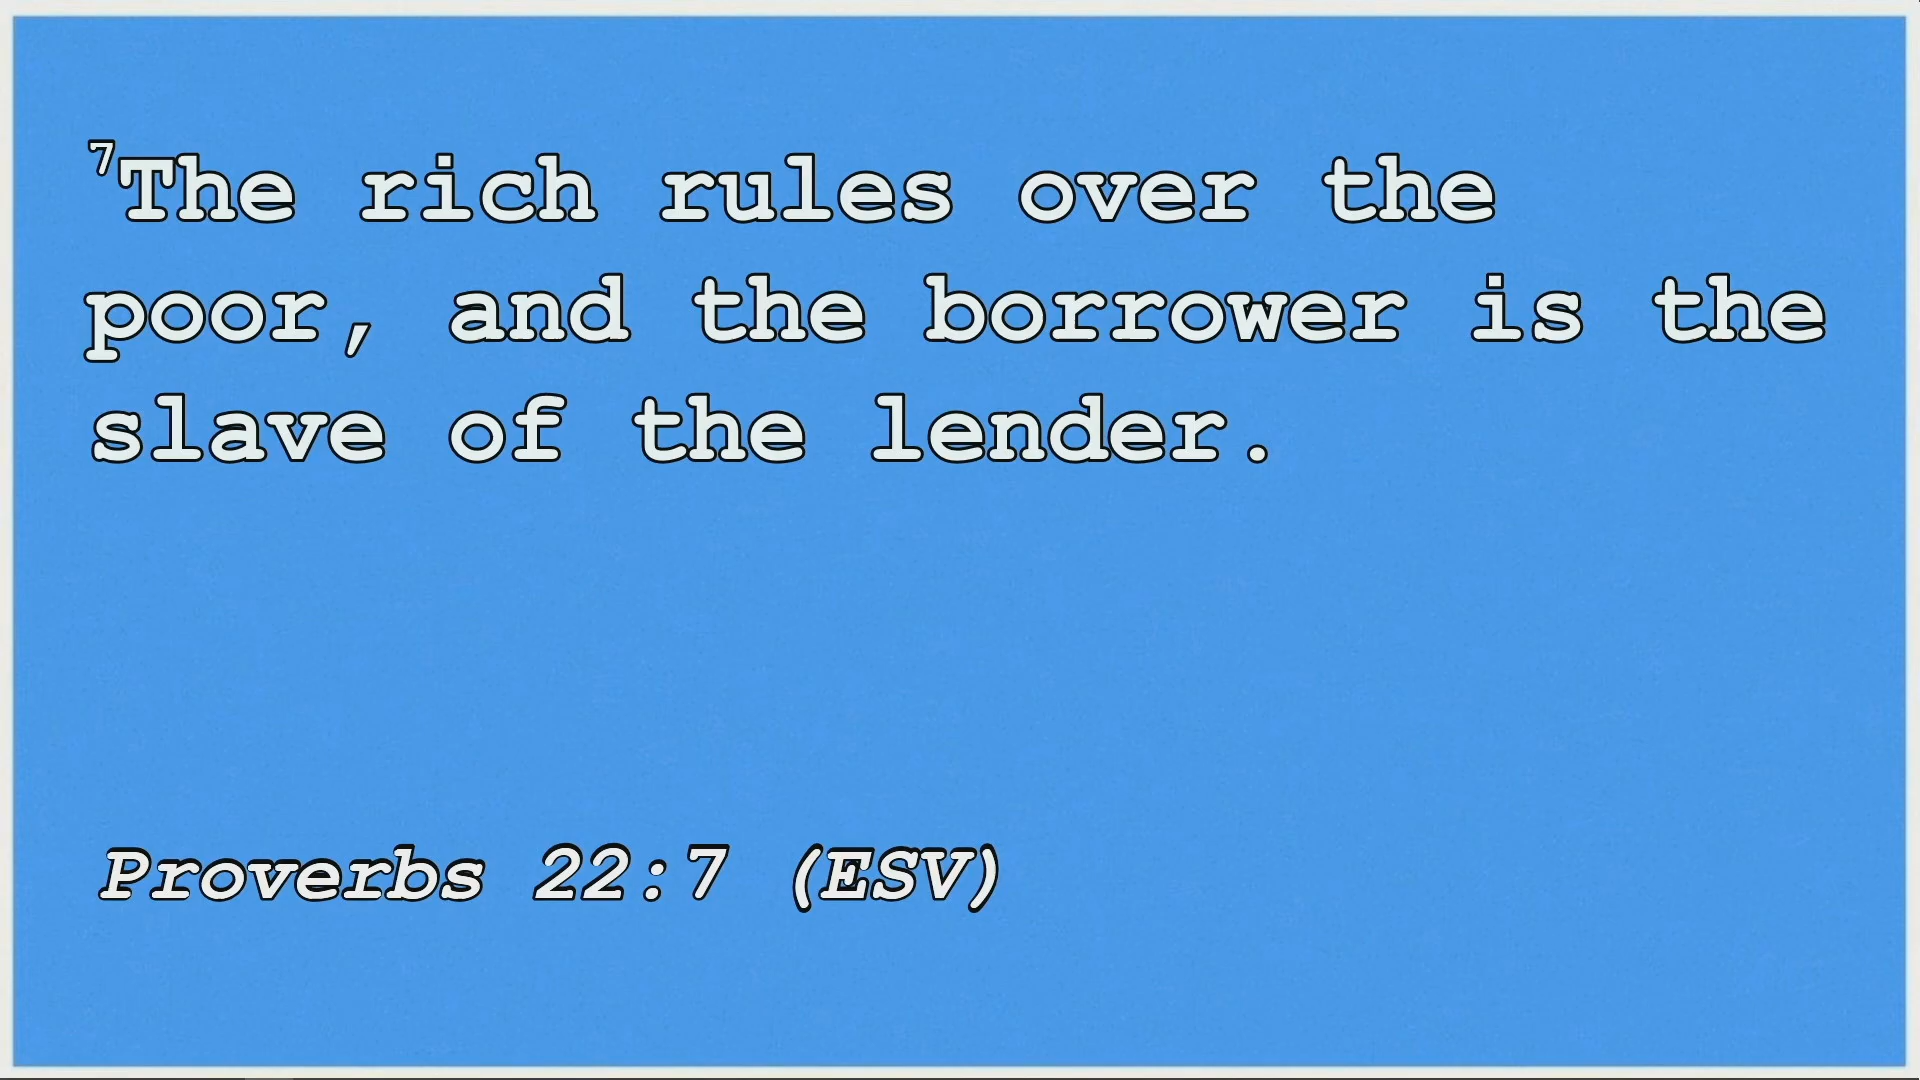 ⁷The rich rules over the
poor, and the borrower is the
slave of the lender.
Proverbs 22:7 (ESV)